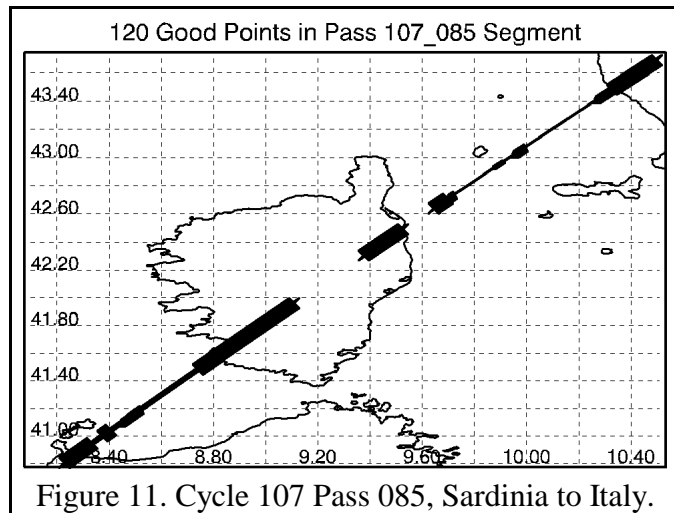 120 Good Points in Pass 107_085 Segment
43.40
43.00
42.60
42.20
41.80
41.40
41.00
8.40 8.80 9.20 9.60 10.00 10.40
Figure 11. Cycle 107 Pass 085, Sardinia to Italy.